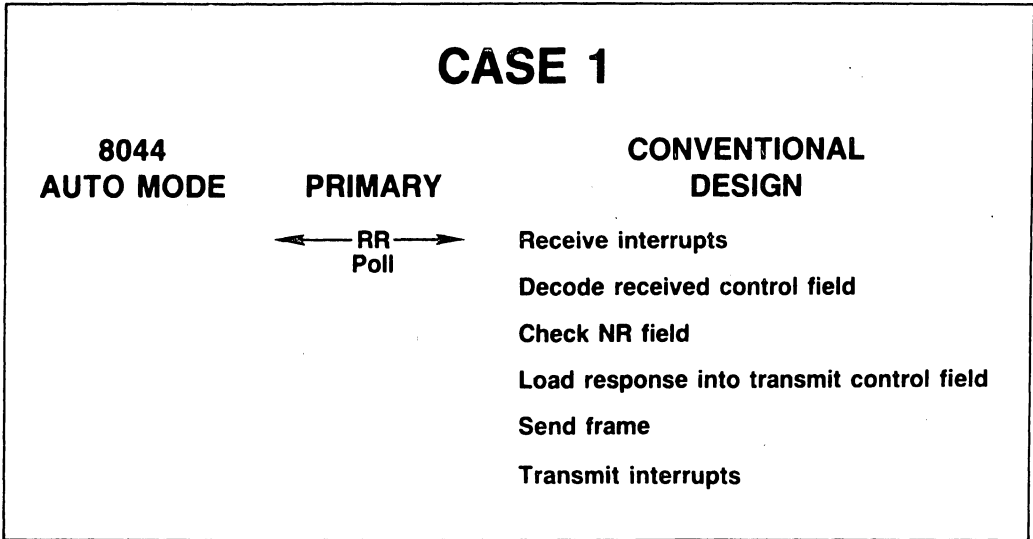 CASE 1
8044
AUTO MODE
PRIMARY
CONVENTIONAL
DESIGN
RR
Poll
Receive interrupts
Decode received control field
Check NR field
Load response into transmit control field
Send frame
Transmit interrupts